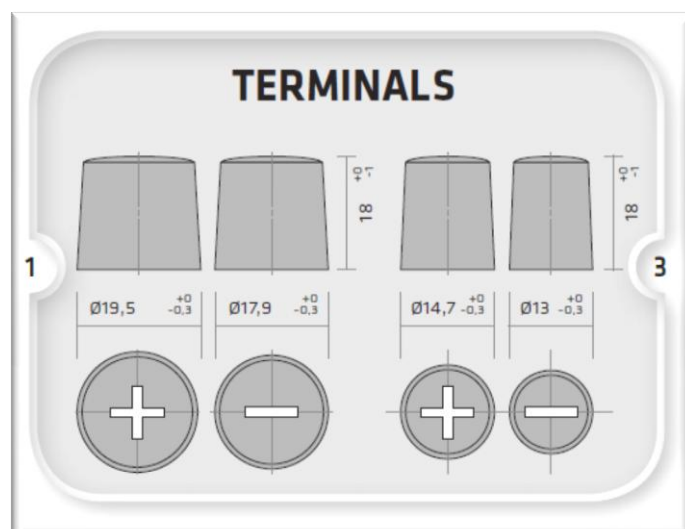 TERMINALS
18 +0 -1
18 +0 -1
1
3
Ø19,5 +0 -0,3
Ø17,9 +0 -0,3
Ø14,7 +0 -0,3
Ø13 +0 -0,3